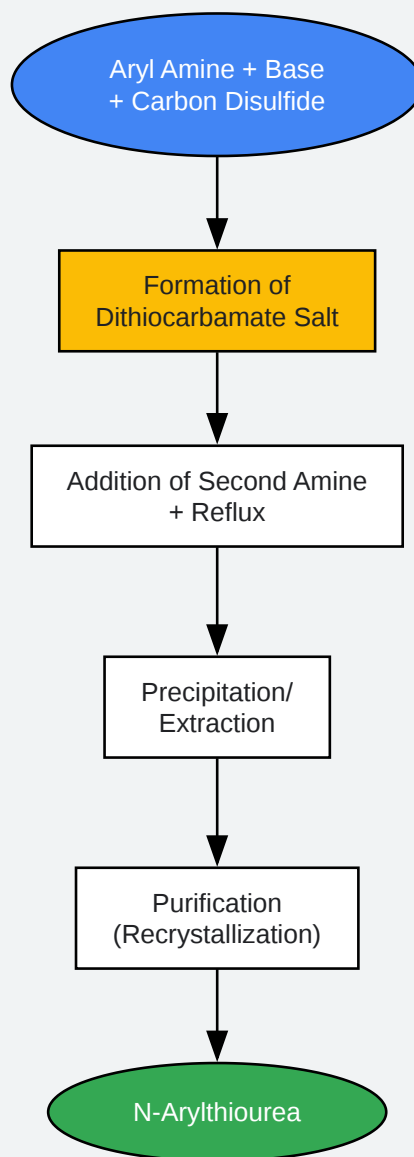 Aryl Amine + Base
+ Carbon Disulfide
Formation of
Dithiocarbamate Salt
Addition of Second Amine
+ Reflux
Precipitation/
Extraction
Purification
(Recrystallization)
N-Arylthiourea